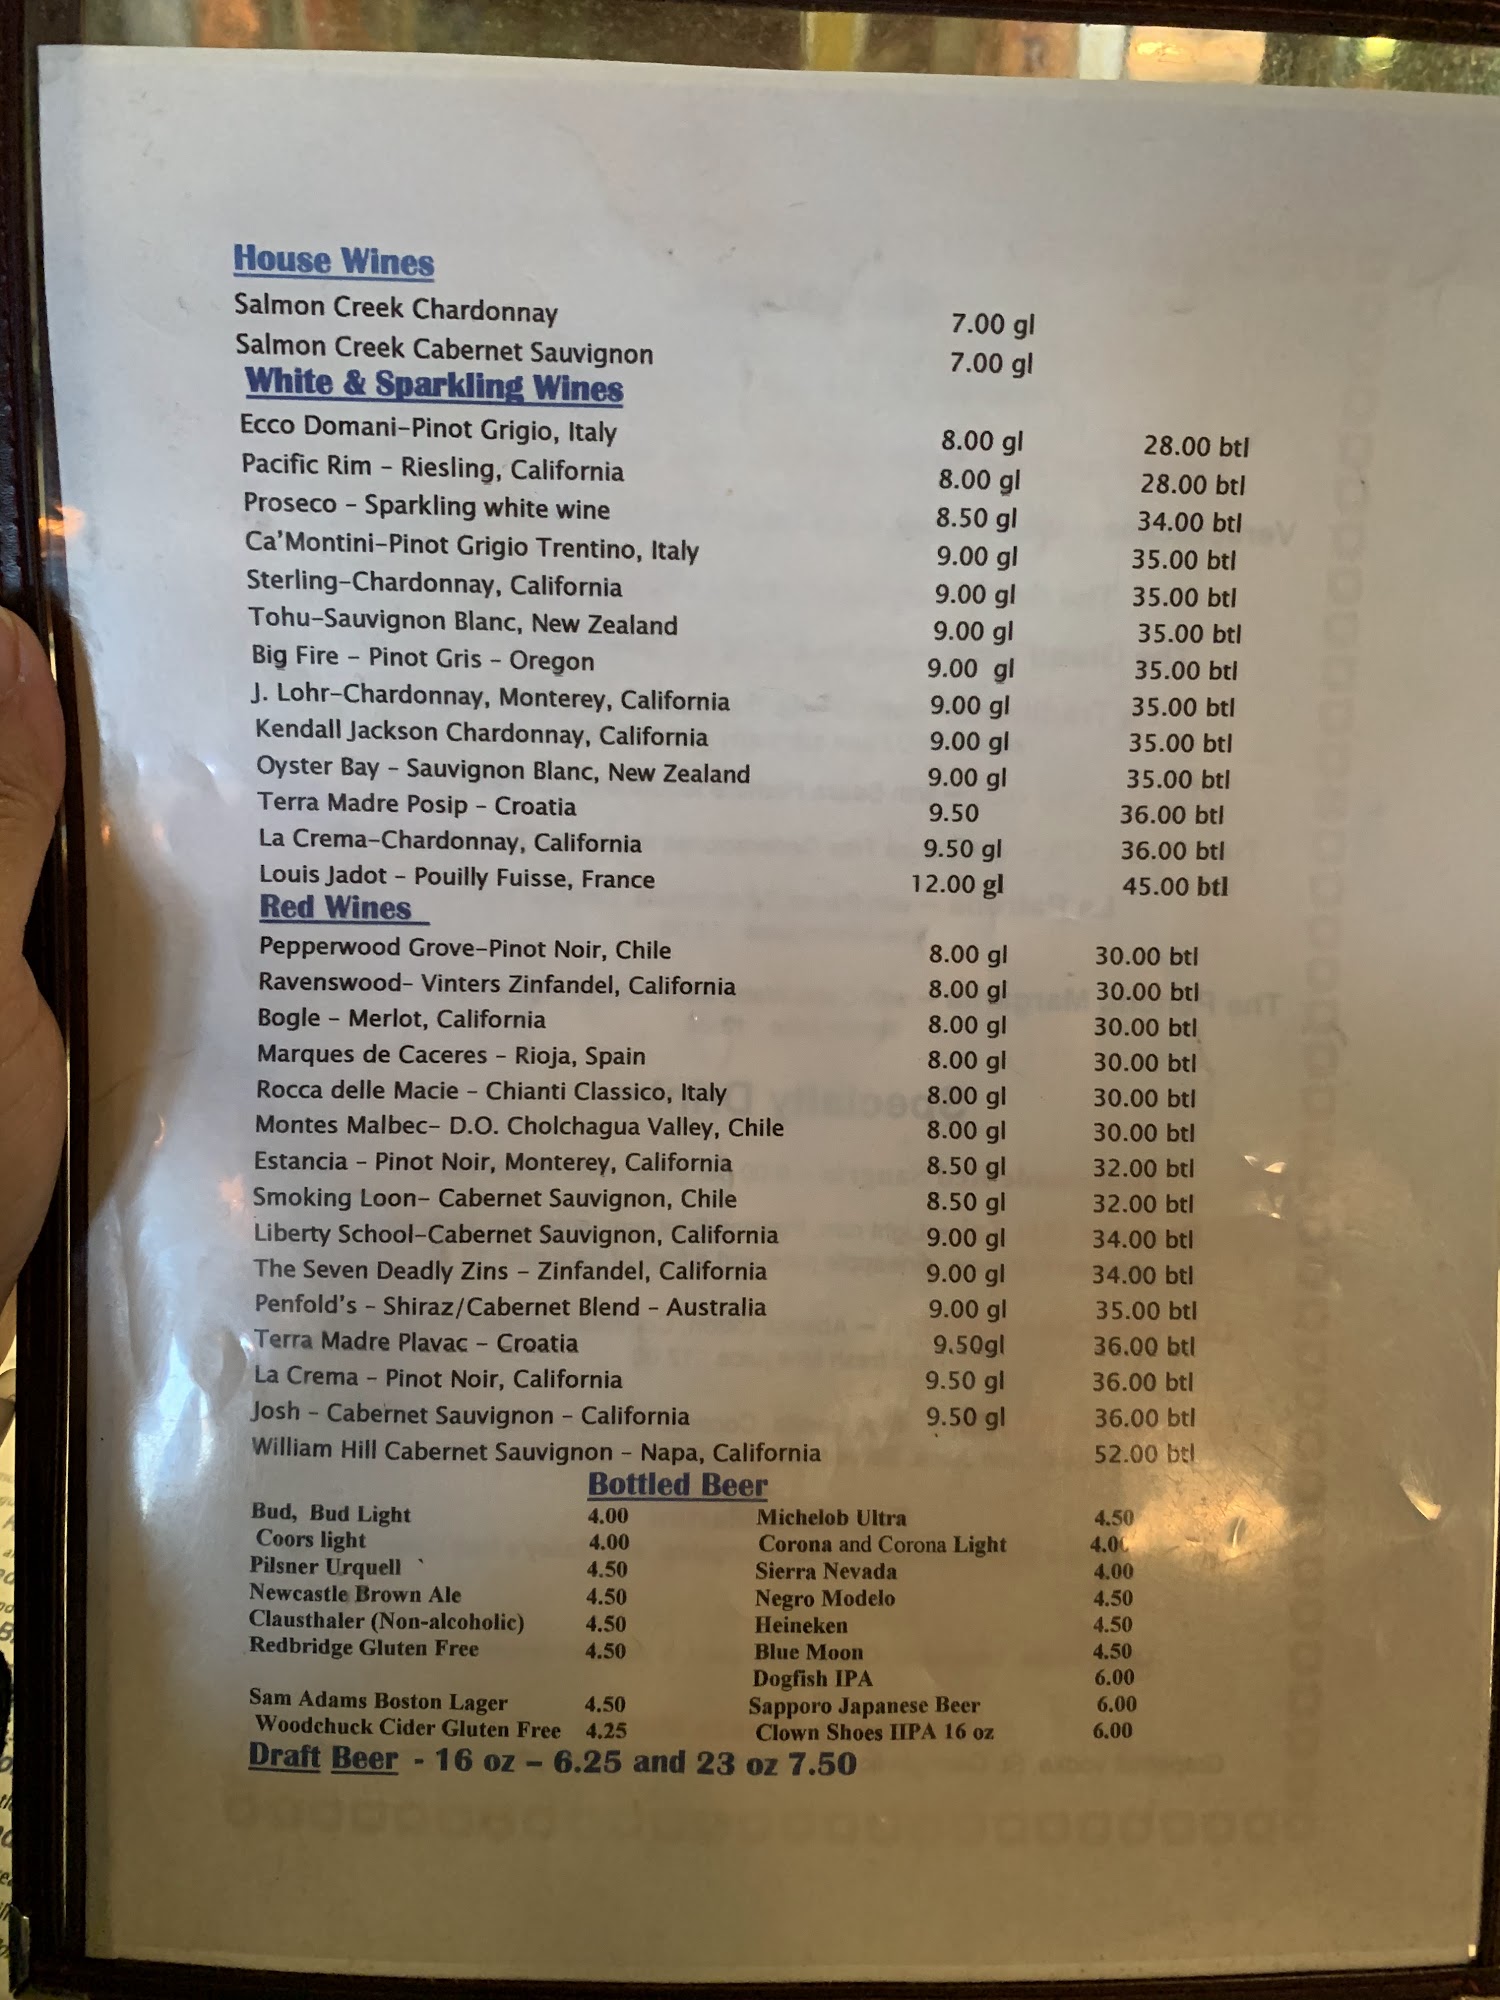 House Wines
Salmon Creek Chardonnay 7.00 gl
Salmon Creek Cabernet Sauvignon 7.00 gl
White & Sparkling Wines
Ecco Domani-Pinot Grigio, Italy 8.00 gl 28.00 btl
Pacific Rim - Riesling, California 8.00 gl 28.00 btl
Proseco - Sparkling white wine 8.50 gl 34.00 btl
Ca'Montini-Pinot Grigio Trentino, Italy 9.00 gl 35.00 btl
Sterling-Chardonnay, California 9.00 gl 35.00 btl
Tohu-Sauvignon Blanc, New Zealand 9.00 gl 35.00 btl
Big Fire - Pinot Gris - Oregon 9.00 gl 35.00 btl
J. Lohr-Chardonnay, Monterey, California 9.00 gl 35.00 btl
Kendall Jackson Chardonnay, California 9.00 gl 35.00 btl
Oyster Bay - Sauvignon Blanc, New Zealand 9.00 gl 35.00 btl
Terra Madre Posip - Croatia 9.50 36.00 btl
La Crema-Chardonnay, California 9.50 gl 36.00 btl
Louis Jadot - Pouilly Fuisse, France 12.00 gl 45.00 btl
Red Wines
Pepperwood Grove-Pinot Noir, Chile 8.00 gl 30.00 btl
Ravenswood- Vinters Zinfandel, California 8.00 gl 30.00 btl
Bogle - Merlot, California 8.00 gl 30.00 btl
Marques de Caceres - Rioja, Spain 8.00 gl 30.00 btl
Rocca delle Macie - Chianti Classico, Italy 8.00 gl 30.00 btl
Montes Malbec- D.O. Cholchagua Valley, Chile 8.00 gl 30.00 btl
Estancia - Pinot Noir, Monterey, California 8.50 gl 32.00 btl
Smoking Loon- Cabernet Sauvignon, Chile 8.50 gl 32.00 btl
Liberty School-Cabernet Sauvignon, California 9.00 gl 34.00 btl
The Seven Deadly Zins - Zinfandel, California 9.00 gl 34.00 btl
Penfold's - Shiraz/Cabernet Blend - Australia 9.00 gl 35.00 btl
Terra Madre Plavac - Croatia 9.50gl 36.00 btl
La Crema - Pinot Noir, California 9.50 gl 36.00 btl
Josh - Cabernet Sauvignon - California 9.50 gl 36.00 btl
William Hill Cabernet Sauvignon - Napa, California 52.00 btl
Bottled Beer
Bud, Bud Light 4.00 Michelob Ultra 4.50
Coors light 4.00 Corona and Corona Light 4.00
Pilsner Urquell 4.50 Sierra Nevada 4.00
Newcastle Brown Ale 4.50 Negro Modelo 4.50
Clausthaler (Non-alcoholic) 4.50 Heineken 4.50
Redbridge Gluten Free 4.50 Blue Moon 4.50
Dogfish IPA 6.00
Sam Adams Boston Lager 4.50 Sapporo Japanese Beer 6.00
Woodchuck Cider Gluten Free 4.25 Clown Shoes IIPA 16 oz 6.00
Draft Beer - 16 oz – 6.25 and 23 oz 7.50